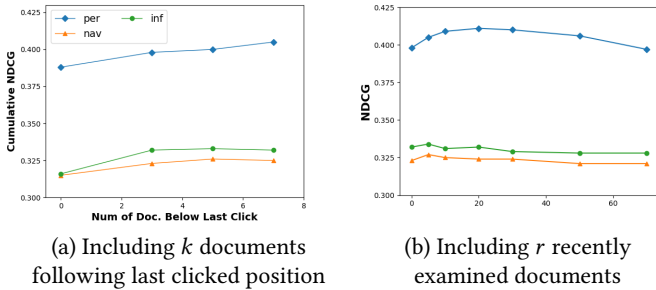 0.425
0.400
0.375
0.350
0.325
0.300
Cumulative NDCG
per
nav
inf
0 2 4 6 8
Num of Doc. Below Last Click
(a) Including k documents
following last clicked position
0.425
0.400
0.375
0.350
0.325
0.300
NDCG
0 20 40 60
(b) Including r recently
examined documents